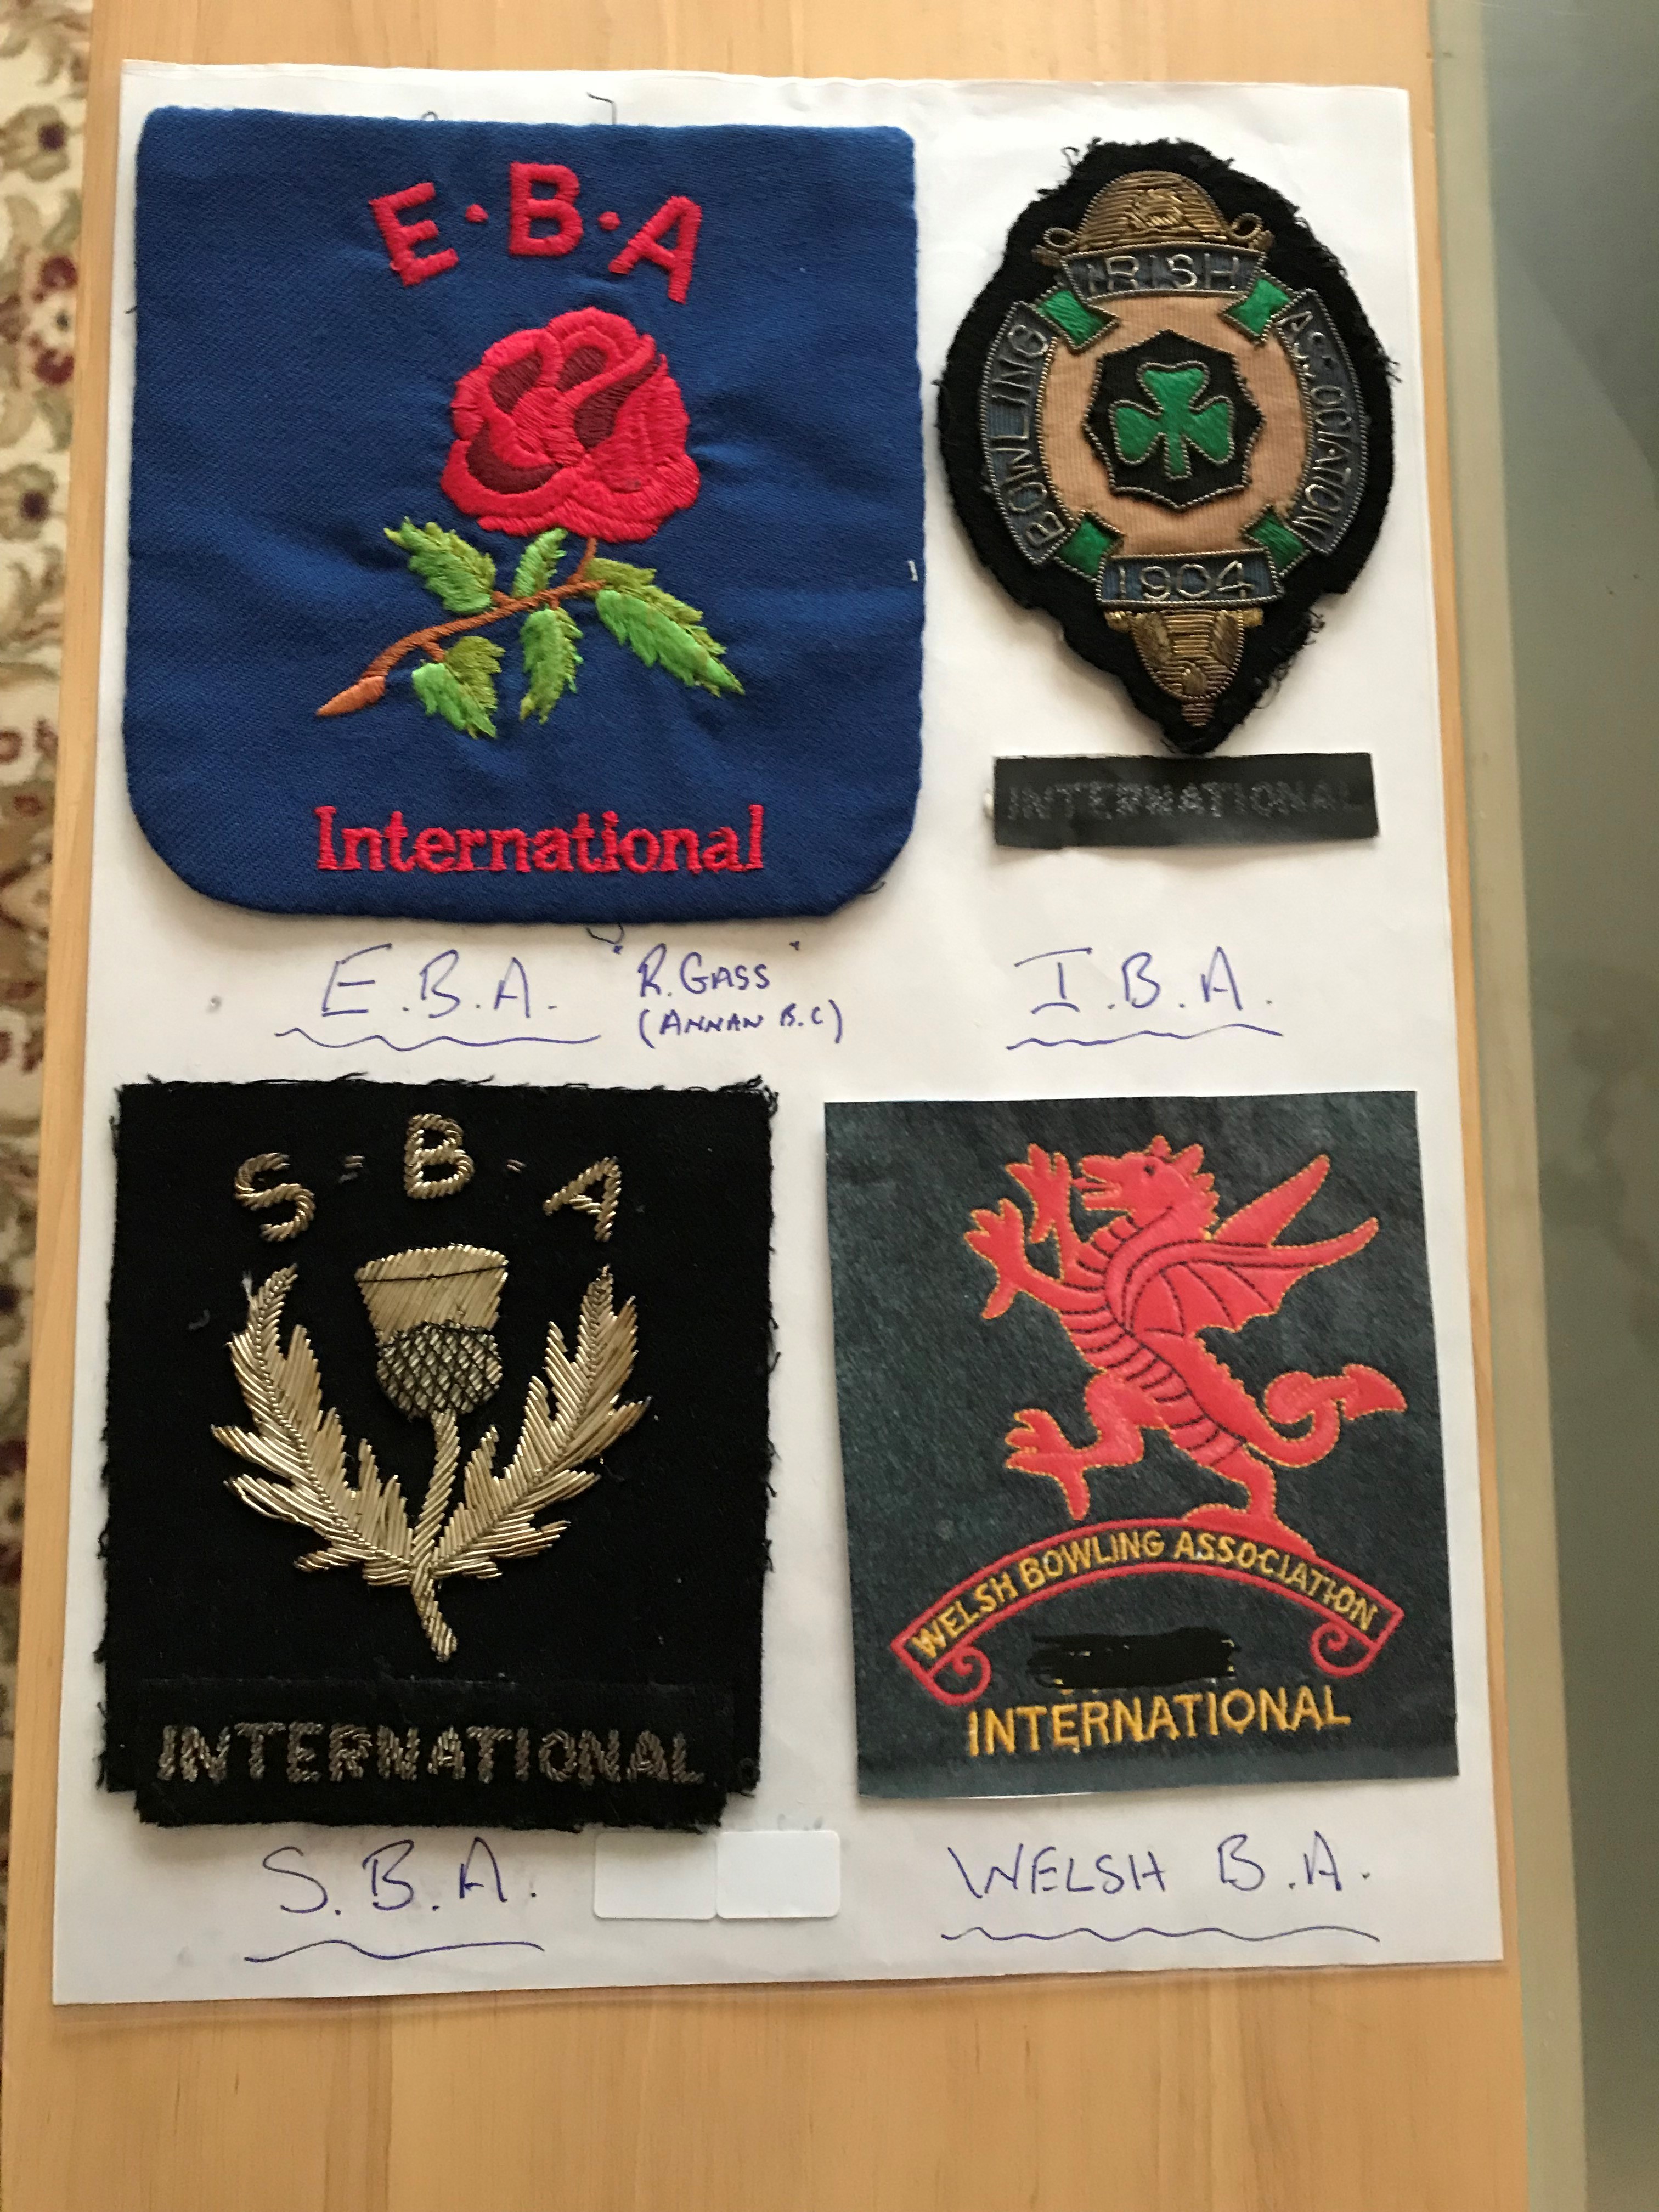 E·B·A
International
IRISH
BOWLING
ASSOCIATION
1904
INTERNATIONAL
E.B.A. "R. GASS"
(ANNAN B.C)
I.B.A.
S-B-A
INTERNATIONAL
WELSH BOWLING ASSOCIATION
INTERNATIONAL
S.B.A.
WELSH B.A.